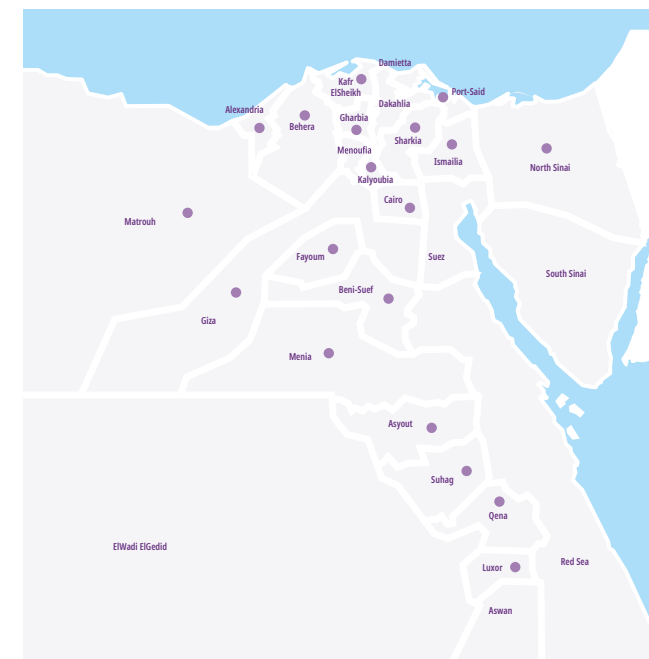 Damietta
Kafr
ElSheikh
Port-Said
Dakahlia
Alexandria
Gharbia
Behera
Sharkia
Menoufia
Ismailia
North Sinai
Kalyoubia
Cairo
Matrouh
Fayoum
Suez
South Sinai
Beni-Suef
Giza
Menia
Asyout
Suhag
Qena
ElWadi ElGedid
Red Sea
Luxor
Aswan